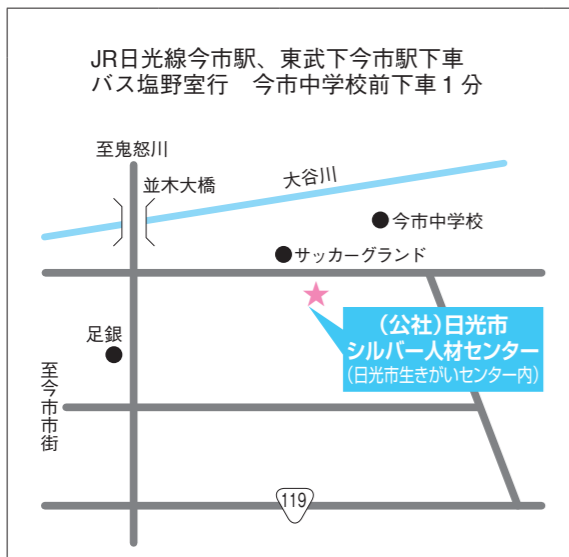 JR日光線今市駅、東武下今市駅下車
バス塩野室行　今市中学校前下車１分
至鬼怒川
並木大橋
大谷川
今市中学校
サッカーグランド
足銀
（公社）日光市
シルバー人材センター
（日光市生きがいセンター内）
至今市市街
119